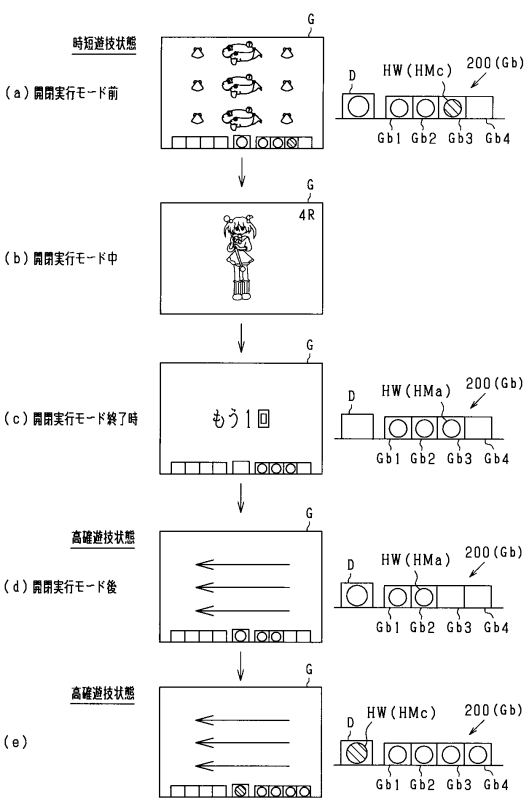 G
時短遊技状態
(a)開閉実行モード前
D
HW(HMc)
200(Gb)
Gb1 Gb2 Gb3 Gb4
G
4R
(b)開閉実行モード中
G
もう1回
(c)開閉実行モード終了時
D
HW(HMa)
200(Gb)
Gb1 Gb2 Gb3 Gb4
G
高確遊技状態
(d)開閉実行モード後
D
HW(HMa)
200(Gb)
Gb1 Gb2 Gb3 Gb4
G
高確遊技状態
(e)
D
HW(HMc)
200(Gb)
Gb1 Gb2 Gb3 Gb4